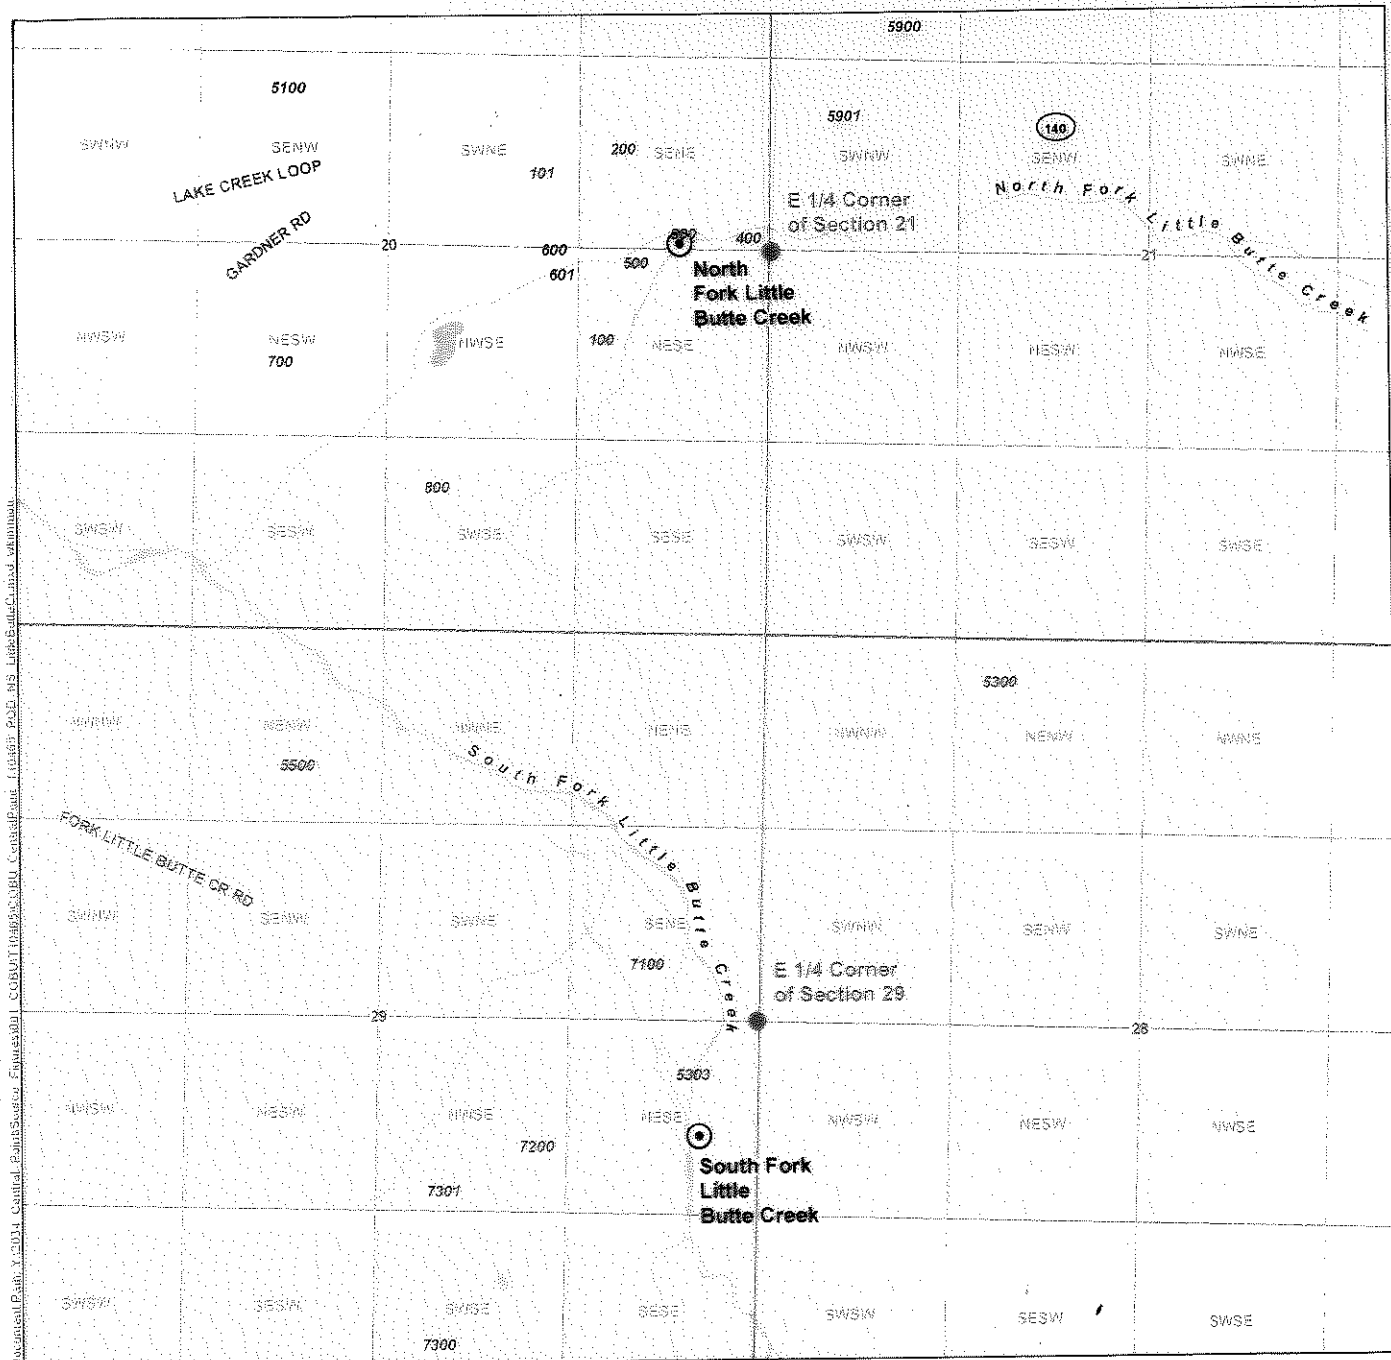 5900
5100
5901
140
SWNW
SENW
SWNE
200
SENE
SWNW
SENW
SWNE
101
LAKE CREEK LOOP
North Fork Little Butte Creek
E 1/4 Corner
of Section 21
GARDNER RD
20
600
400
601
500
21
North
Fork Little
Butte Creek
NWSW
NESW
NWSE
100
NESE
NWSW
NESW
NWSE
700
800
SWSW
SESW
SWSE
SESE
SWSW
SESW
SWSE
5300
NWNW
NENW
NWNE
NENE
NWNW
NENW
NWNE
5500
South Fork Little Butte Creek
FORK LITTLE BUTTE CR RD
SWNW
SENW
SWNE
SENE
SWNW
SENW
SWNE
7100
E 1/4 Corner
of Section 29
29
28
5303
NWSW
NESW
NWSE
NESE
NWSW
NESW
NWSE
7200
South Fork
Little
Butte Creek
7301
SWSW
SESW
SWSE
SESE
SWSW
SESW
SWSE
7300